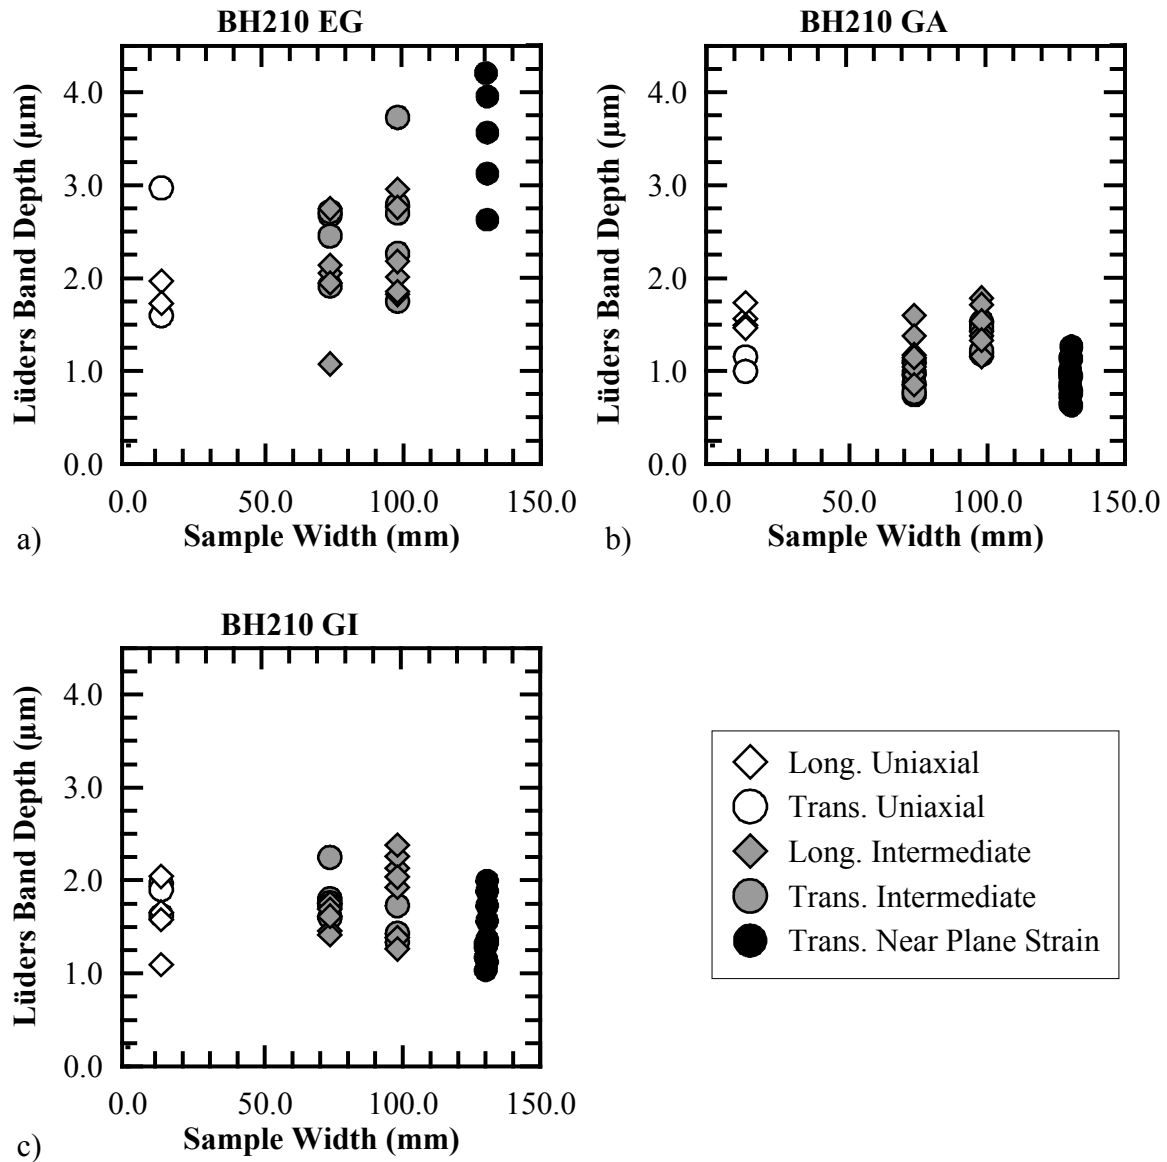 BH210 EG
Lüders Band Depth (µm)
4.0
3.0
2.0
1.0
0.0
0.0 50.0 100.0 150.0
Sample Width (mm)
a)
BH210 GA
Lüders Band Depth (µm)
4.0
3.0
2.0
1.0
0.0
0.0 50.0 100.0 150.0
Sample Width (mm)
b)
BH210 GI
Lüders Band Depth (µm)
4.0
3.0
2.0
1.0
0.0
0.0 50.0 100.0 150.0
Sample Width (mm)
c)
Long. Uniaxial
Trans. Uniaxial
Long. Intermediate
Trans. Intermediate
Trans. Near Plane Strain